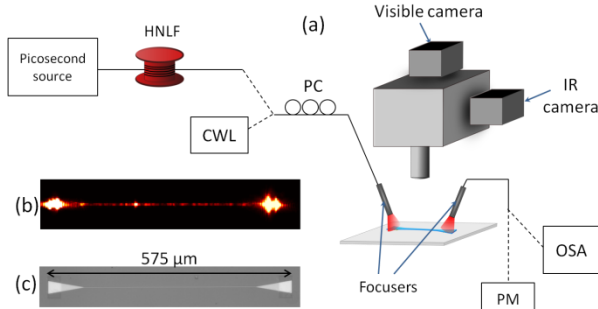 Visible camera
(a)
HNLF
Picosecond
source
PC
IR
camera
CWL
(b)
575 µm
(c)
Focusers
OSA
PM